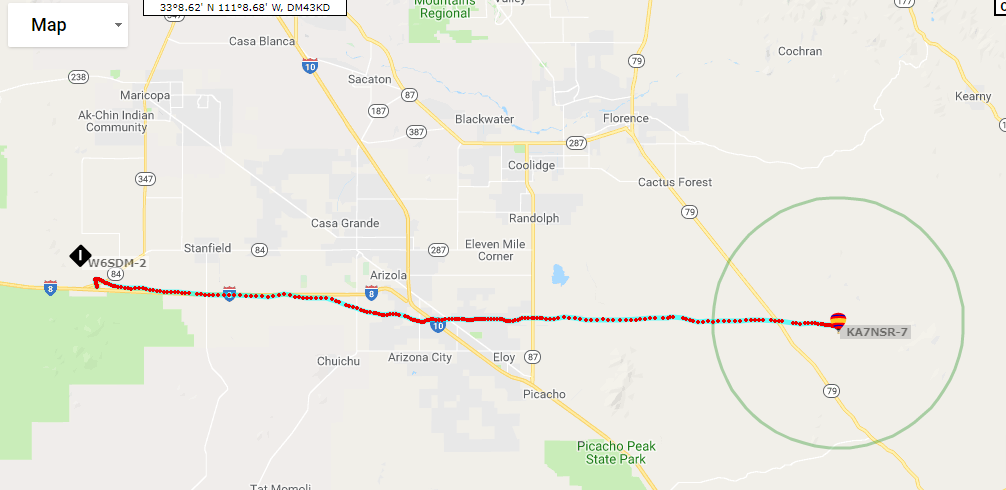 Map
33°8.62' N 111°8.68' W, DM43KD
Mountains
Regional
Valley
347
177
Casa Blanca
10
79
Cochran
238
Sacaton
Maricopa
87
Kearny
187
Ak-Chin Indian
Community
Blackwater
Florence
387
287
Coolidge
347
Cactus Forest
79
Casa Grande
Randolph
Stanfield
84
287
Eleven Mile
Corner
W6SDM-2
84
Arizola
8
8
10
KA7NSR-7
Chuichu
Arizona City
Eloy
87
Picacho
79
Picacho Peak
State Park
Tat Momoli